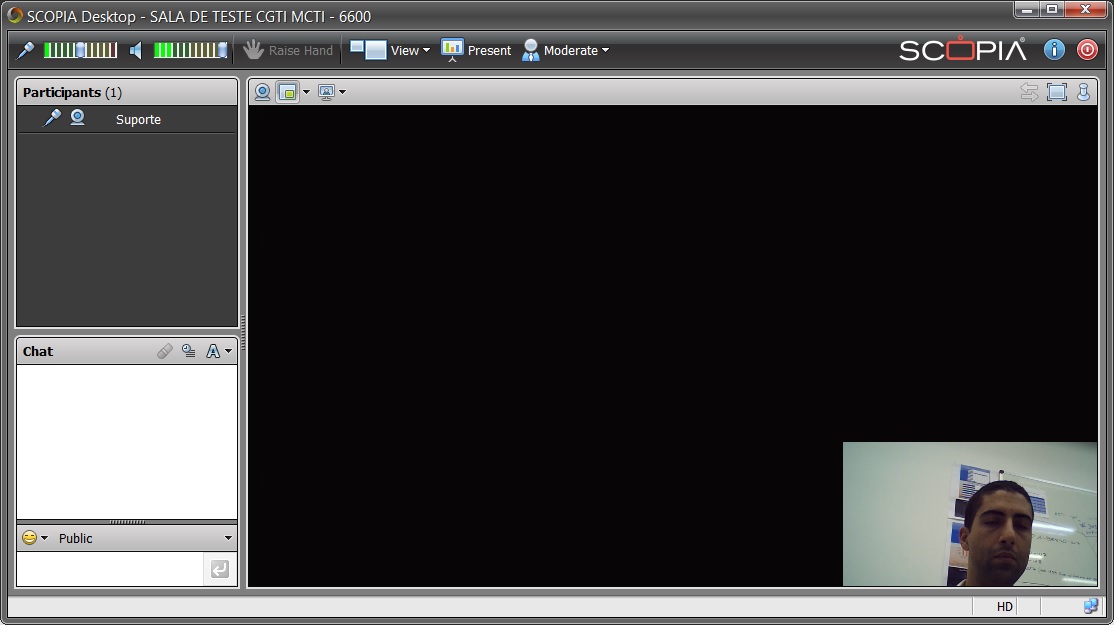 SCOPIA Desktop - SALA DE TESTE CGTI MCTI - 6600
Raise Hand View Present Moderate SCOPIA®
Participants (1)
Suporte
Chat A
Public
HD